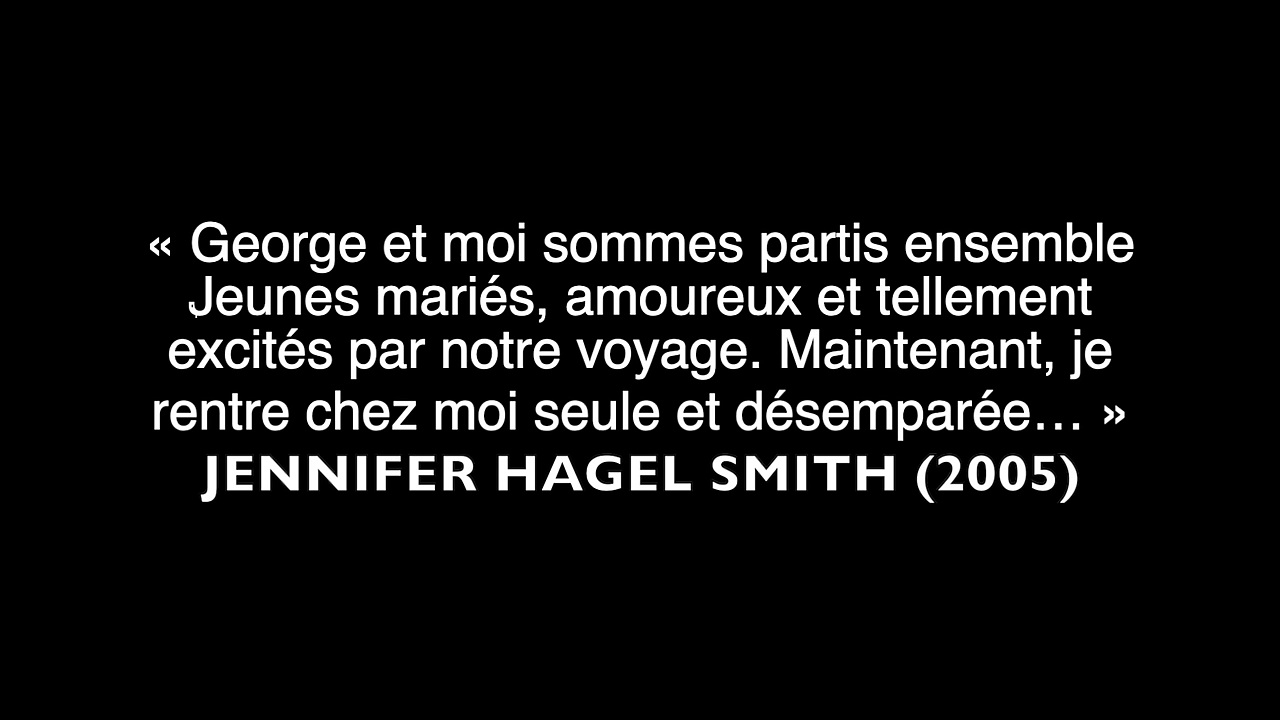 « George et moi sommes partis ensemble
Jeunes mariés, amoureux et tellement
excités par notre voyage. Maintenant, je
rentre chez moi seule et désemparée… »
JENNIFER HAGEL SMITH (2005)